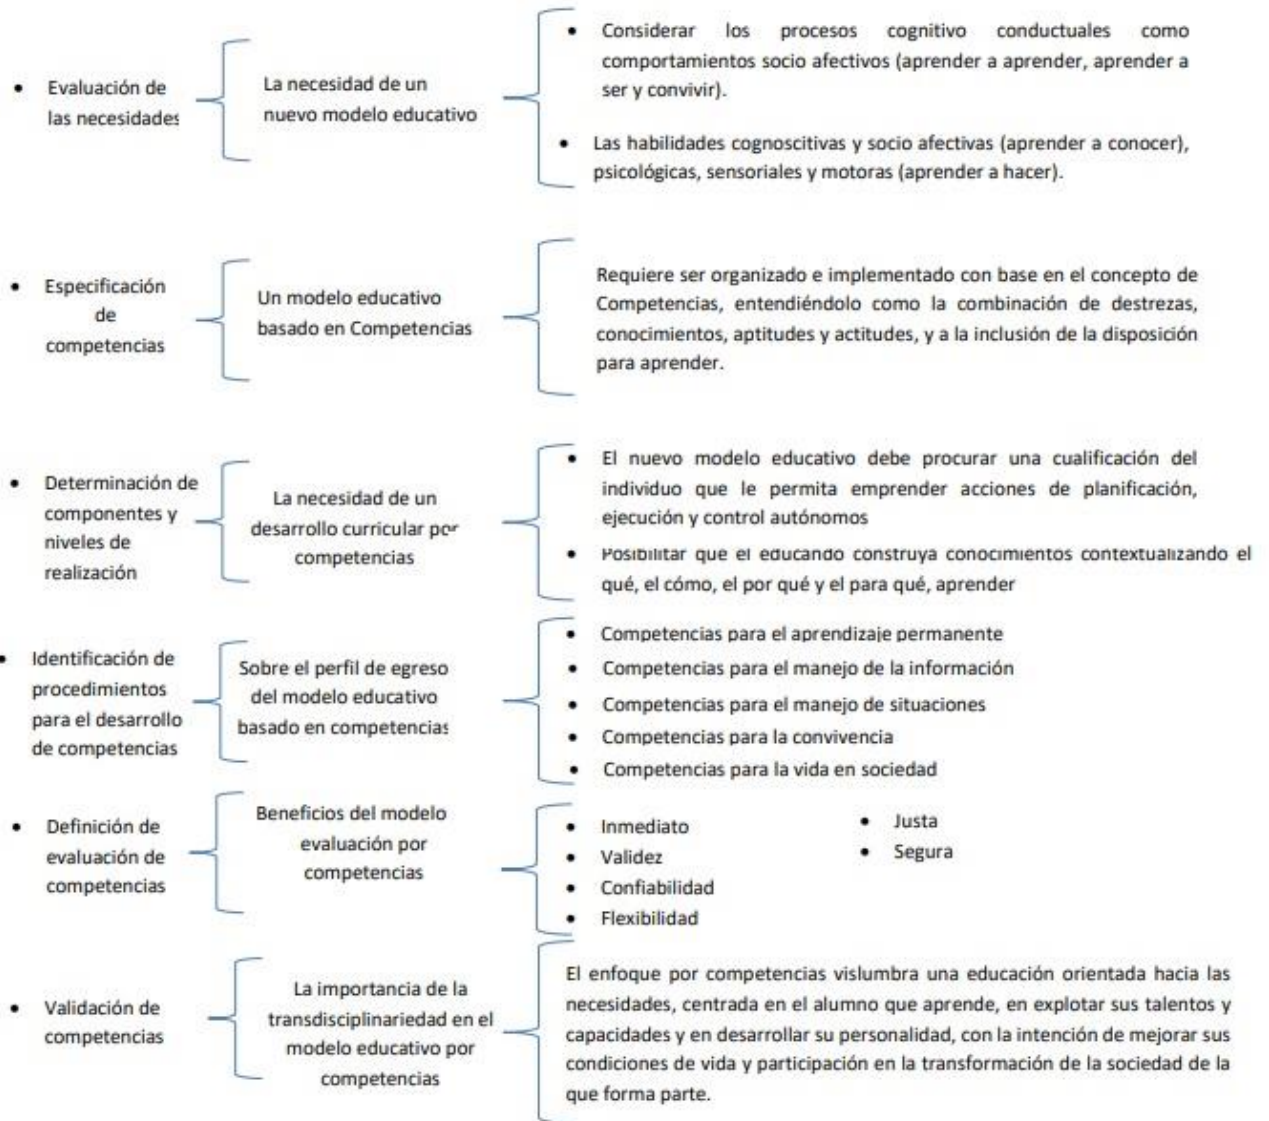 • Evaluación de
las necesidades
La necesidad de un
nuevo modelo educativo
• Considerar los procesos cognitivo conductuales como
comportamientos socio afectivos (aprender a aprender, aprender a
ser y convivir).
• Las habilidades cognoscitivas y socio afectivas (aprender a conocer),
psicológicas, sensoriales y motoras (aprender a hacer).
• Especificación
de
competencias
Un modelo educativo
basado en Competencias
Requiere ser organizado e implementado con base en el concepto de
Competencias, entendiéndolo como la combinación de destrezas,
conocimientos, aptitudes y actitudes, y a la inclusión de la disposición
para aprender.
• Determinación de
componentes y
niveles de
realización
La necesidad de un
desarrollo curricular por
competencias
• El nuevo modelo educativo debe procurar una cualificación del
individuo que le permita emprender acciones de planificación,
ejecución y control autónomos
• Posibilitar que el educando construya conocimientos contextualizando el
qué, el cómo, el por qué y el para qué, aprender
• Identificación de
procedimientos
para el desarrollo
de competencias
Sobre el perfil de egreso
del modelo educativo
basado en competencias
• Competencias para el aprendizaje permanente
• Competencias para el manejo de la información
• Competencias para el manejo de situaciones
• Competencias para la convivencia
• Competencias para la vida en sociedad
• Definición de
evaluación de
competencias
Beneficios del modelo
evaluación por
competencias
• Inmediato
• Validez
• Confiabilidad
• Flexibilidad
• Justa
• Segura
• Validación de
competencias
La importancia de la
transdisciplinariedad en el
modelo educativo por
competencias
El enfoque por competencias vislumbra una educación orientada hacia las
necesidades, centrada en el alumno que aprende, en explotar sus talentos y
capacidades y en desarrollar su personalidad, con la intención de mejorar sus
condiciones de vida y participación en la transformación de la sociedad de la
que forma parte.